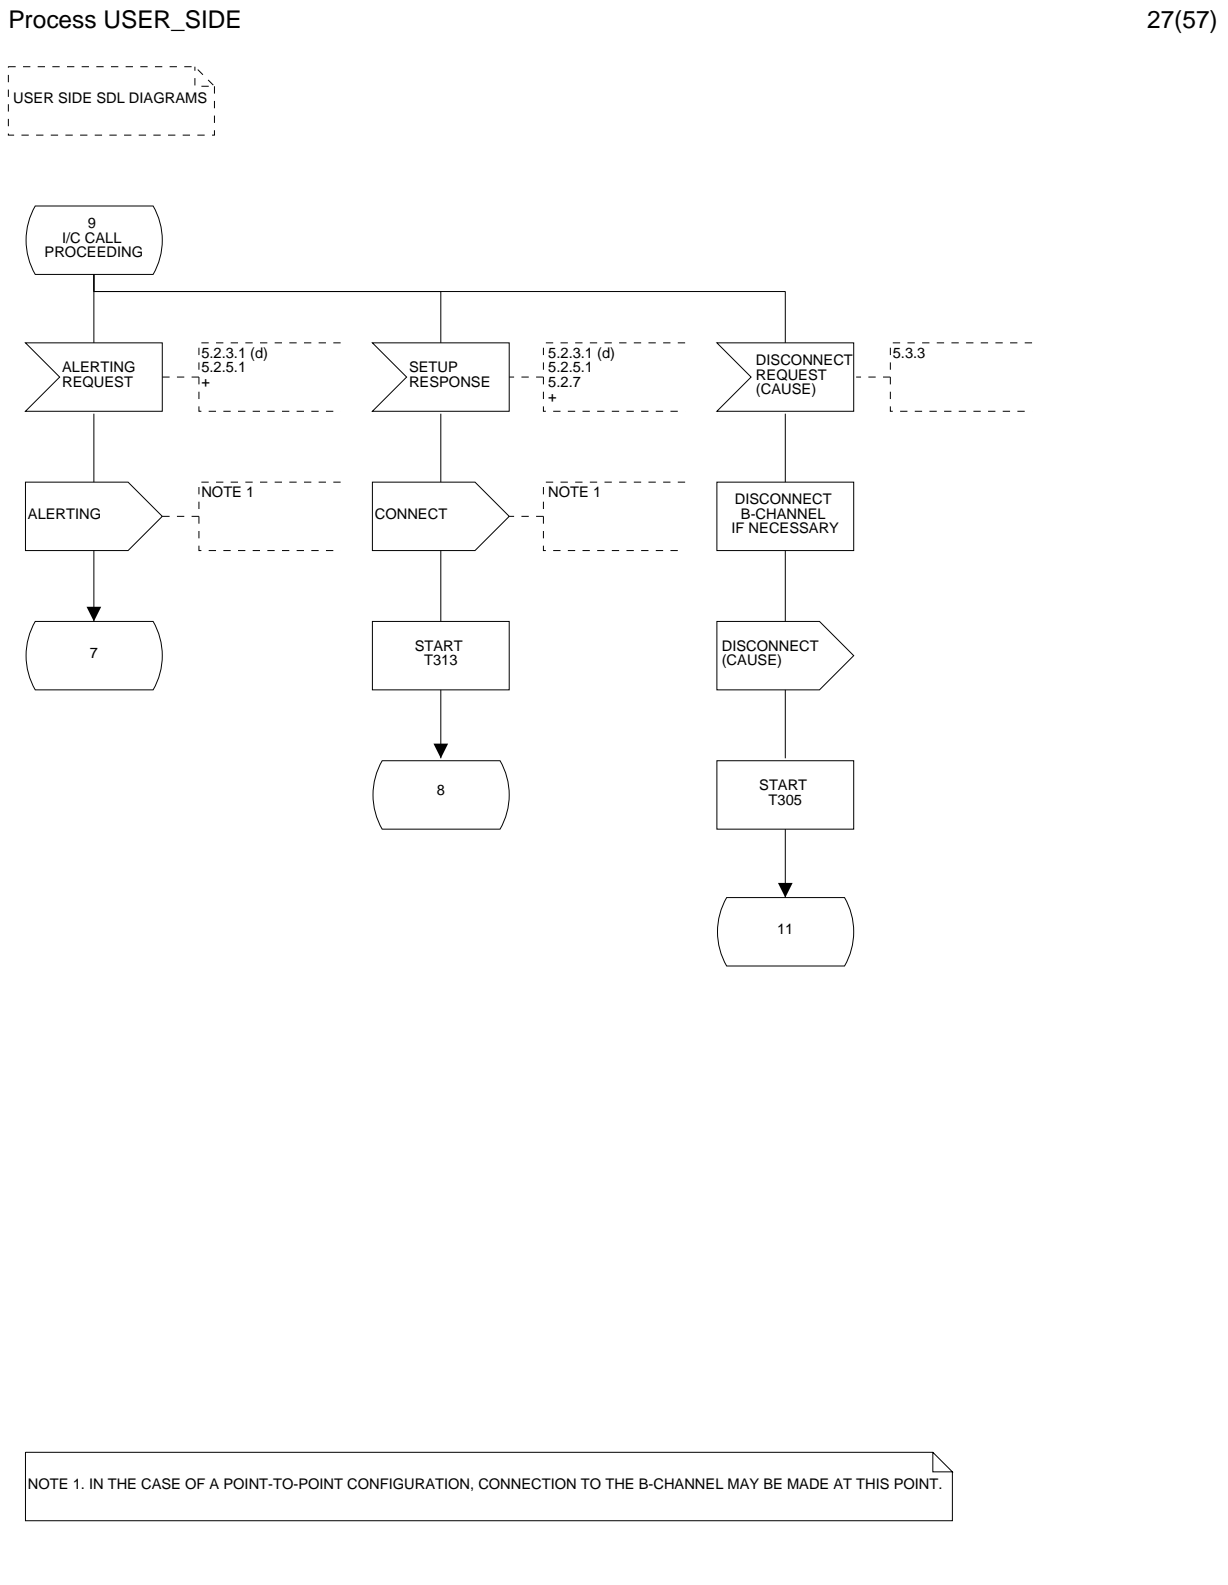 Process USER_SIDE
27(57)
USER SIDE SDL DIAGRAMS
9
I/C CALL
PROCEEDING
ALERTING
REQUEST
5.2.3.1 (d)
5.2.5.1
+
SETUP
RESPONSE
5.2.3.1 (d)
5.2.5.1
5.2.7
+
DISCONNECT
REQUEST
(CAUSE)
5.3.3
ALERTING
NOTE 1
CONNECT
NOTE 1
DISCONNECT
B-CHANNEL
IF NECESSARY
7
START
T313
DISCONNECT
(CAUSE)
8
START
T305
11
NOTE 1. IN THE CASE OF A POINT-TO-POINT CONFIGURATION, CONNECTION TO THE B-CHANNEL MAY BE MADE AT THIS POINT.